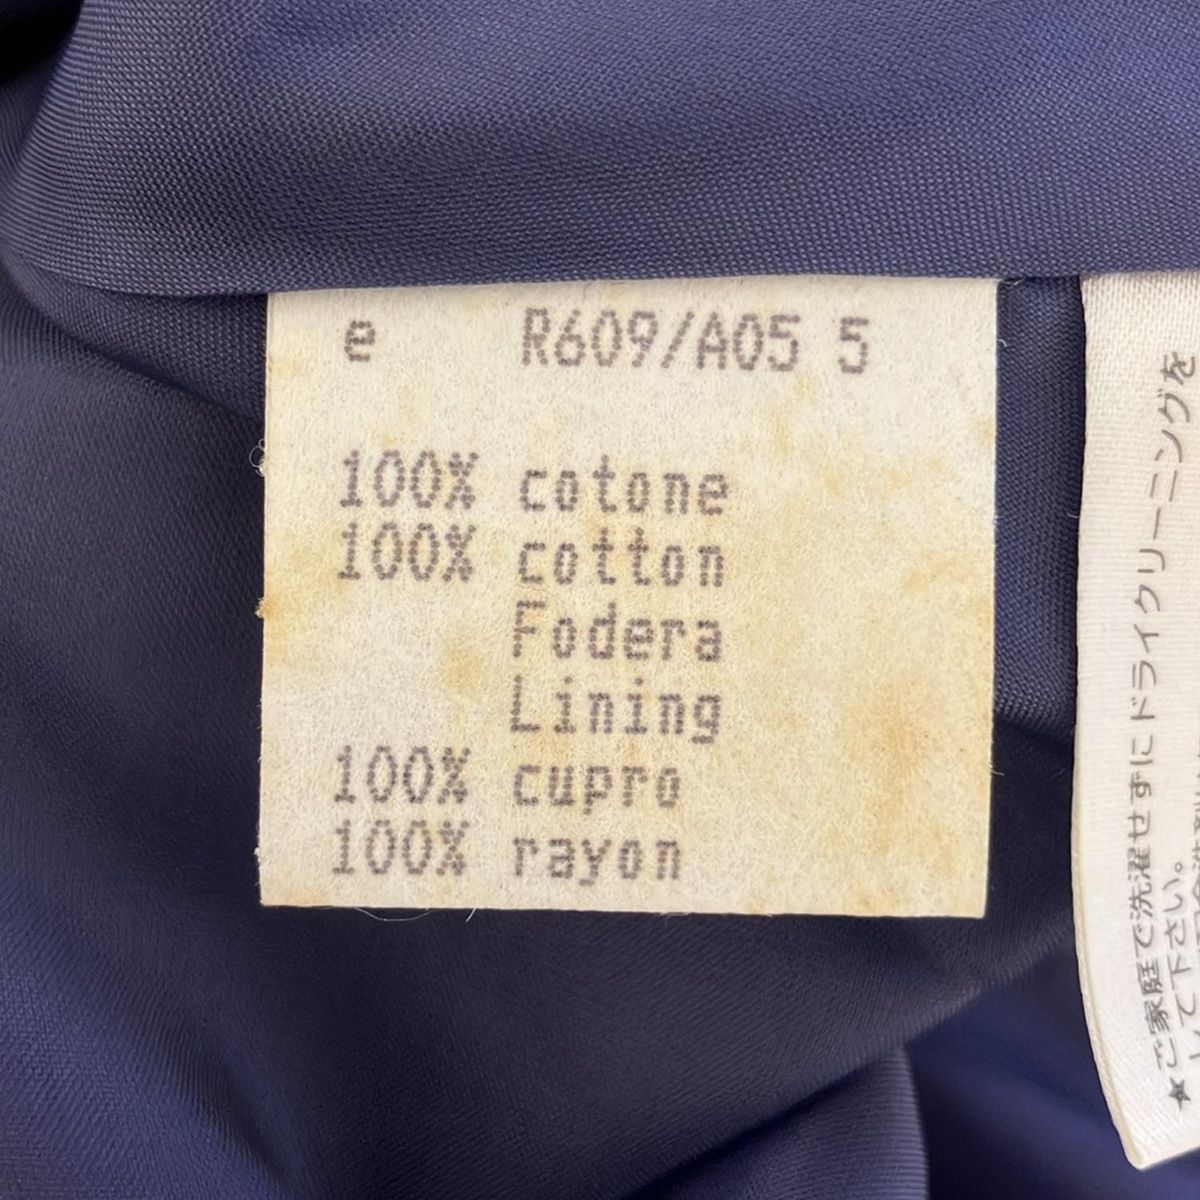 e R609/A05 5
100% cotone
100% cotton
Fodera
Lining
100% cupro
100% rayon
★ご家庭で洗濯せずにドライクリーニングを
して下さい。